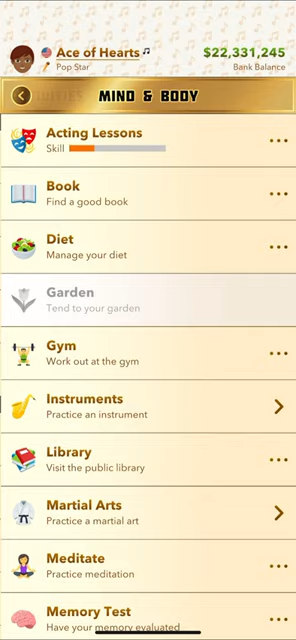 Ace of Hearts
$22,331,245
Pop Star
Bank Balance
MIND & BODY
Acting Lessons
Skill
Book
Find a good book
Diet
Manage your diet
Garden
Tend to your garden
Gym
Work out at the gym
Instruments
Practice an instrument
Library
Visit the public library
Martial Arts
Practice a martial art
Meditate
Practice meditation
Memory Test
Have your memory evaluated